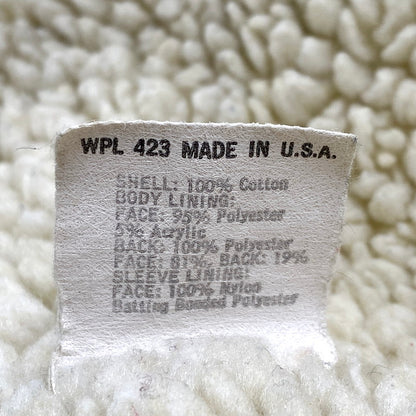 WPL 423 MADE IN U.S.A.
SHELL: 100% Cotton
BODY LINING:
FACE: 95% Polyester
5% Acrylic
BACK: 100% Polyester
FACE: 81%, BACK: 19%
SLEEVE LINING:
FACE: 100% Nylon
Batting Bonded Polyester